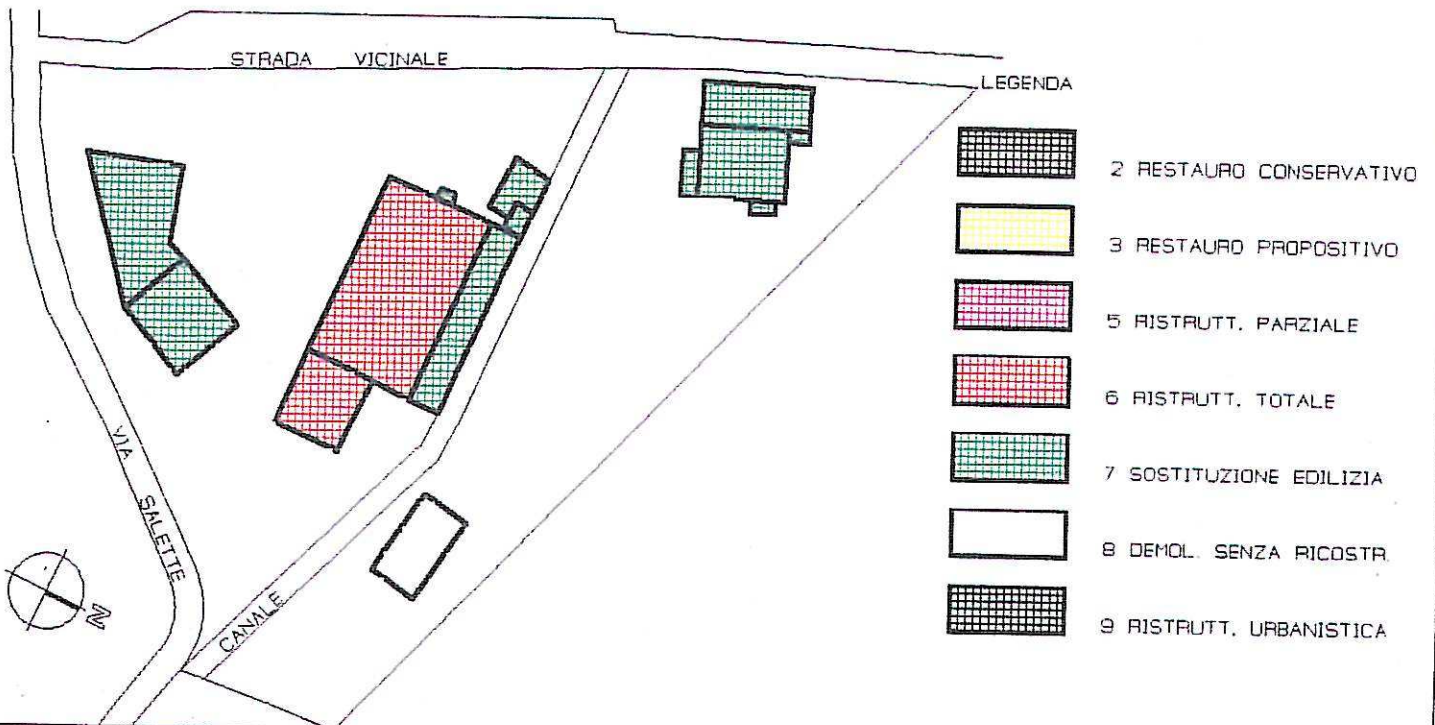 STRADA VICINALE
LEGENDA
2 RESTAURO CONSERVATIVO
3 RESTAURO PROPOSITIVO
5 RISTRUTT. PARZIALE
6 RISTRUTT. TOTALE
7 SOSTITUZIONE EDILIZIA
8 DEMOL. SENZA RICOSTR.
9 RISTRUTT. URBANISTICA
VIA SALETTE
CANALE
N